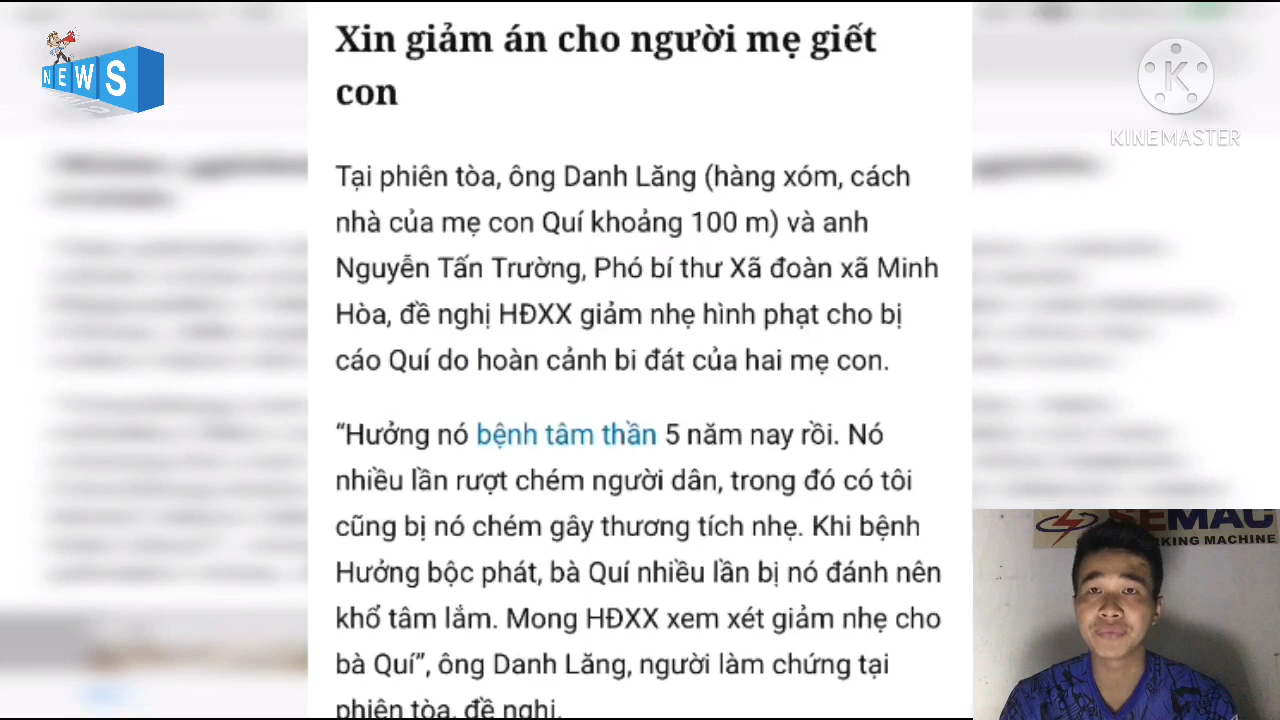 NEWS
Xin giảm án cho người mẹ giết
con
KINEMASTER
Tại phiên tòa, ông Danh Lăng (hàng xóm, cách
nhà của mẹ con Quí khoảng 100 m) và anh
Nguyễn Tấn Trường, Phó bí thư Xã đoàn xã Minh
Hòa, đề nghị HĐXX giảm nhẹ hình phạt cho bị
cáo Quí do hoàn cảnh bi đát của hai mẹ con.
“Hưởng nó bệnh tâm thần 5 năm nay rồi. Nó
nhiều lần rượt chém người dân, trong đó có tôi
cũng bị nó chém gây thương tích nhẹ. Khi bệnh
Hưởng bộc phát, bà Quí nhiều lần bị nó đánh nên
khổ tâm lắm. Mong HĐXX xem xét giảm nhẹ cho
bà Quí”, ông Danh Lăng, người làm chứng tại
phiên tòa, đề nghị.
SEMAC
RKING MACHINE